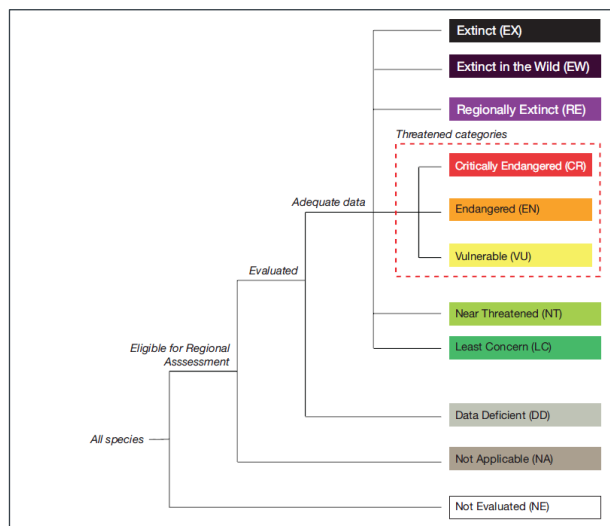 Extinct (EX)
Extinct in the Wild (EW)
Regionally Extinct (RE)
Threatened categories
Critically Endangered (CR)
Adequate data
Endangered (EN)
Vulnerable (VU)
Evaluated
Near Threatened (NT)
Eligible for Regional
Asssessment
Least Concern (LC)
Data Deficient (DD)
All species
Not Applicable (NA)
Not Evaluated (NE)